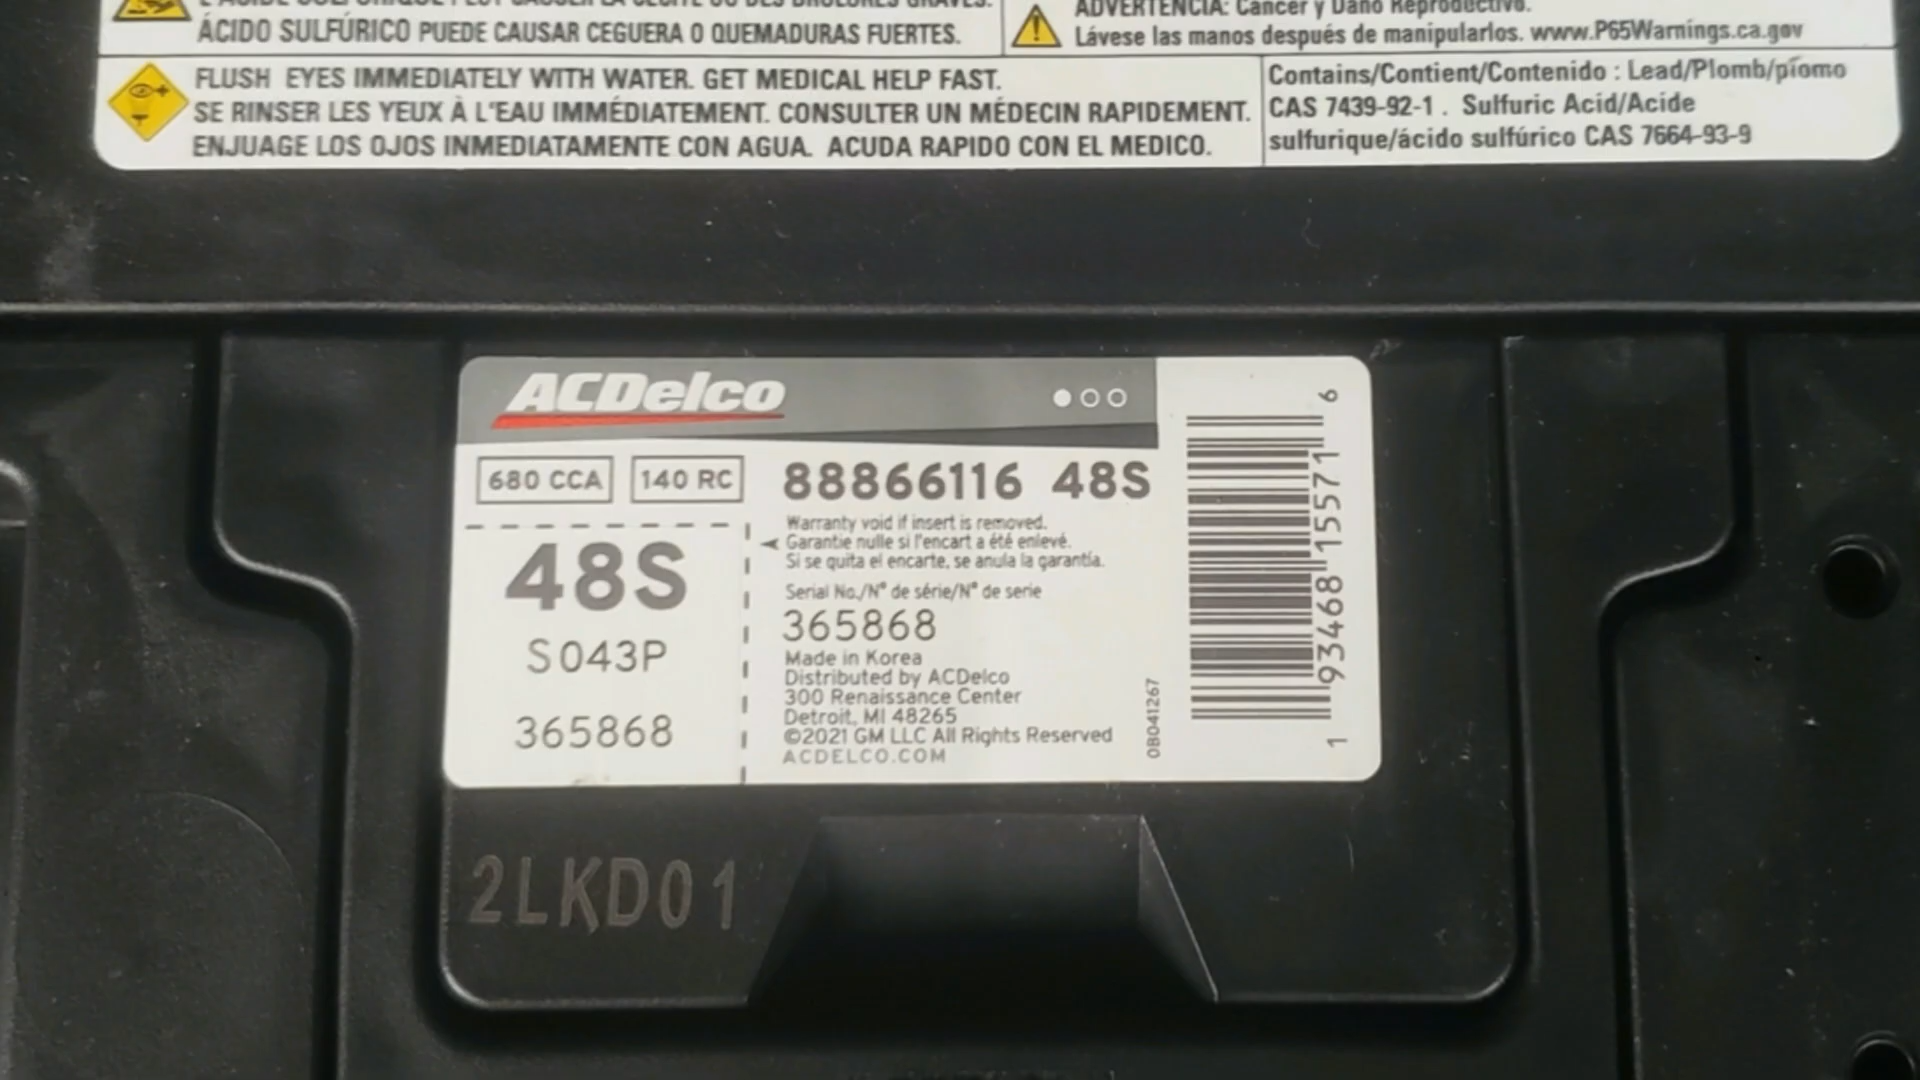 ÁCIDO SULFÚRICO PUEDE CAUSAR CEGUERA O QUEMADURAS FUERTES.
ADVERTENCIA: Cáncer y Daño Reproductivo.
Lávese las manos después de manipularlos. www.P65Warnings.ca.gov
FLUSH EYES IMMEDIATELY WITH WATER. GET MEDICAL HELP FAST.
SE RINSER LES YEUX À L'EAU IMMÉDIATEMENT. CONSULTER UN MÉDECIN RAPIDEMENT.
ENJUAGE LOS OJOS INMEDIATAMENTE CON AGUA. ACUDA RAPIDO CON EL MEDICO.
Contains/Contient/Contenido : Lead/Plomb/plomo
CAS 7439-92-1 . Sulfuric Acid/Acide
sulfurique/ácido sulfúrico CAS 7664-93-9
ACDelco
680 CCA
140 RC
88866116 48S
Warranty void if insert is removed.
Garantie nulle si l'encart a été enlevé.
Si se quita el encarte, se anula la garantía.
48S
S043P
365868
Serial No./N° de série/N° de serie
365868
Made in Korea
Distributed by ACDelco
300 Renaissance Center
Detroit, MI 48265
©2021 GM LLC All Rights Reserved
ACDELCO.COM
08041267
1 93468 15571 6
2LKD01